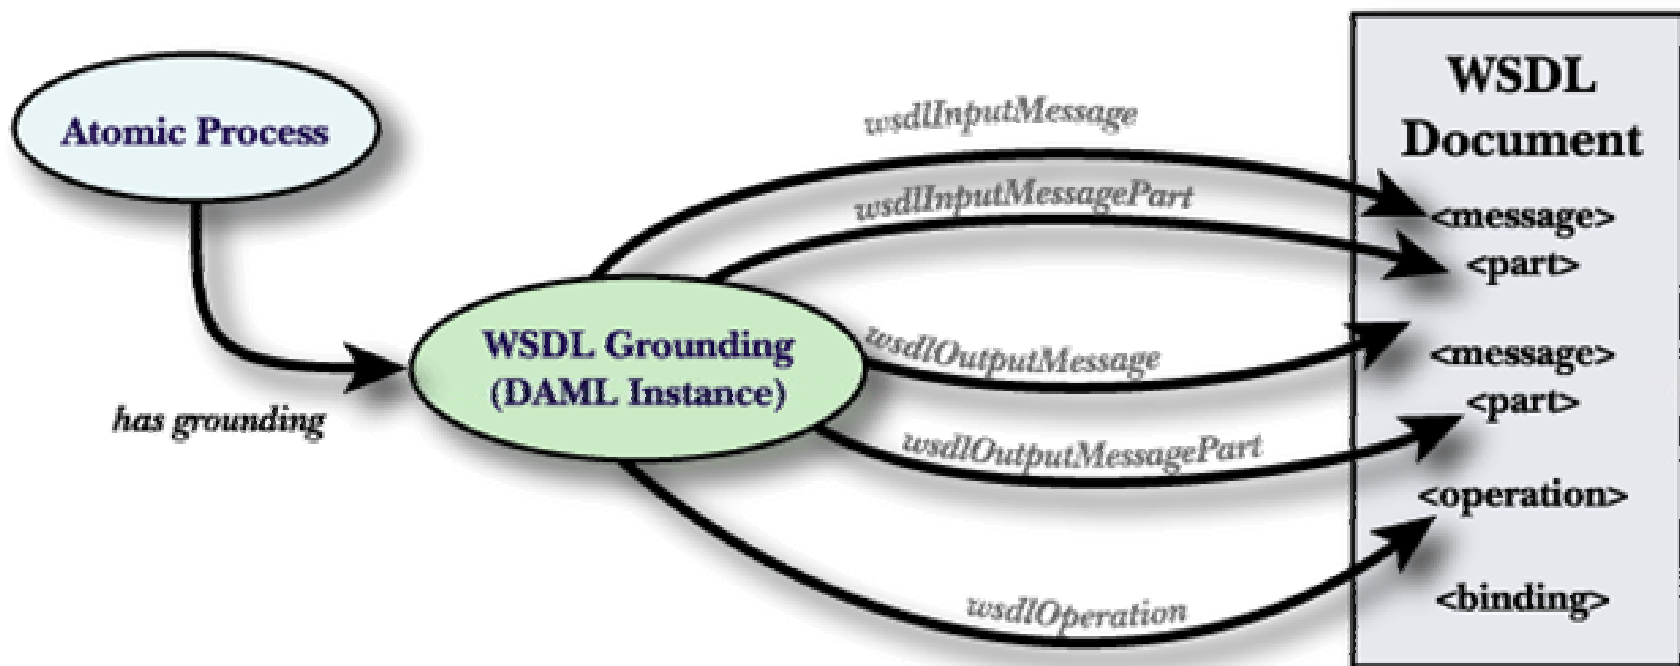 Atomic Process
has grounding
WSDL Grounding
(DAML Instance)
wsdlInputMessage
wsdlInputMessagePart
wsdlOutputMessage
wsdlOutputMessagePart
wsdlOperation
WSDL
Document
<message>
<part>
<message>
<part>
<operation>
<binding>